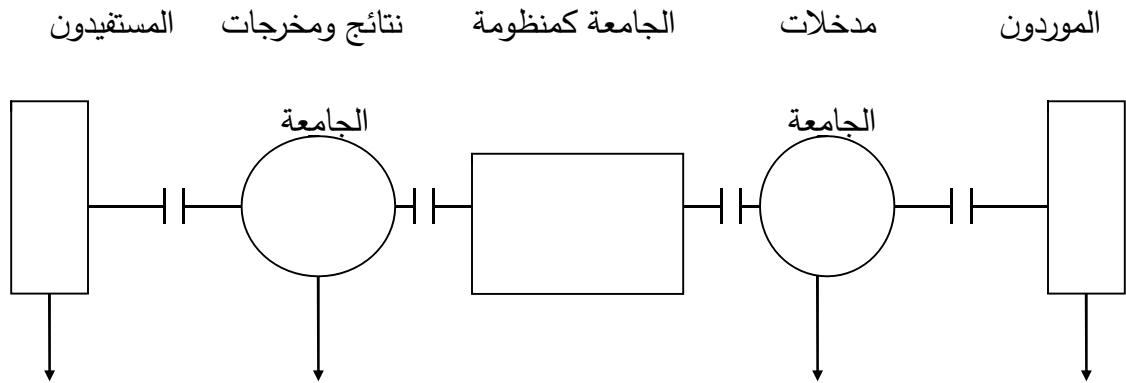 الموردون مدخلات الجامعة كمنظومة نتائج ومخرجات المستفيدون
الجامعة الجامعة